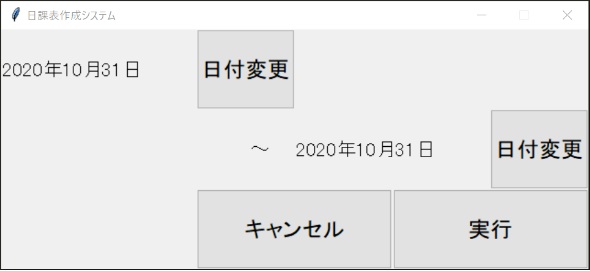 日課表作成システム
2020年10月31日 日付変更
～ 2020年10月31日 日付変更
キャンセル 実行